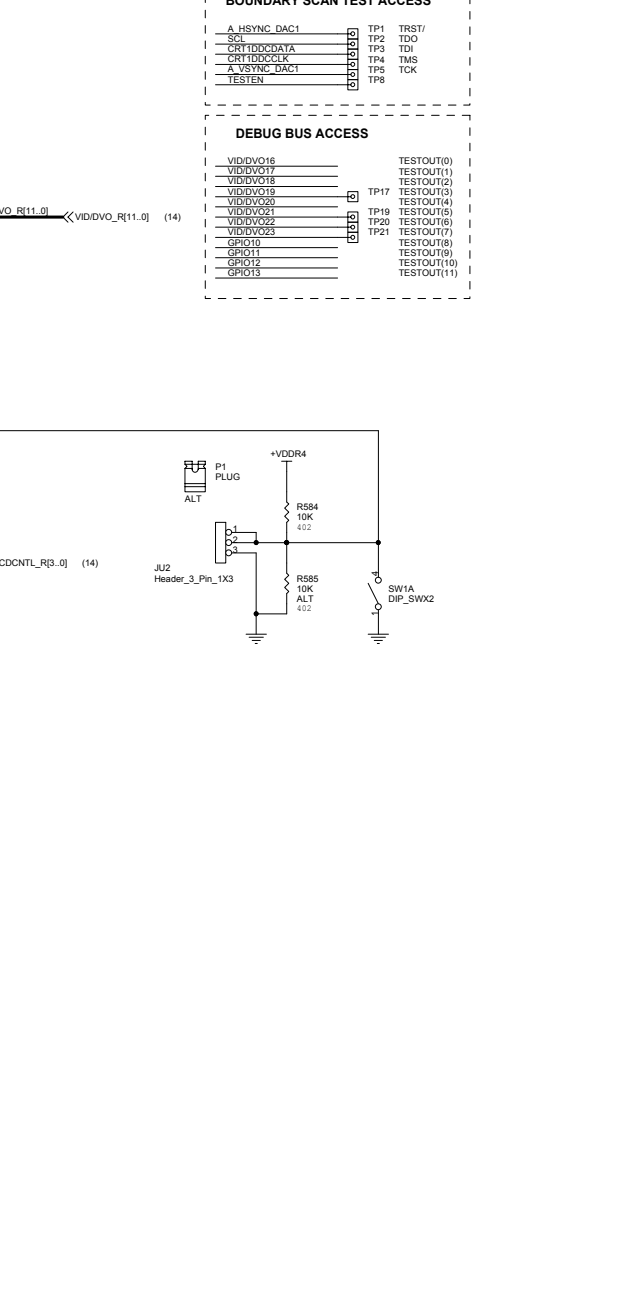 BOUNDARY SCAN TEST ACCESS
A_HSYNC_DAC1 TP1 TRST/
SCL TP2 TDO
CRT1DDCDATA TP3 TDI
CRT1DDCCLK TP4 TMS
A_VSYNC_DAC1 TP5 TCK
TESTEN TP8
DEBUG BUS ACCESS
VID/DVO16 TESTOUT(0)
VID/DVO17 TESTOUT(1)
VID/DVO18 TESTOUT(2)
VID/DVO19 TP17 TESTOUT(3)
VID/DVO20 TESTOUT(4)
VID/DVO21 TP19 TESTOUT(5)
VID/DVO22 TP20 TESTOUT(6)
VID/DVO23 TP21 TESTOUT(7)
GPIO10 TESTOUT(8)
GPIO11 TESTOUT(9)
GPIO12 TESTOUT(10)
GPIO13 TESTOUT(11)
VO_R[11..0] VID/DVO_R[11..0] (14)
+VDDR4
P1
PLUG
ALT
R584
10K
402
1
2
3
CDCNTL_R[3..0] (14)
JU2
Header_3_Pin_1X3
R585
10K
ALT
402
4
SW1A
DIP_SWX2
1